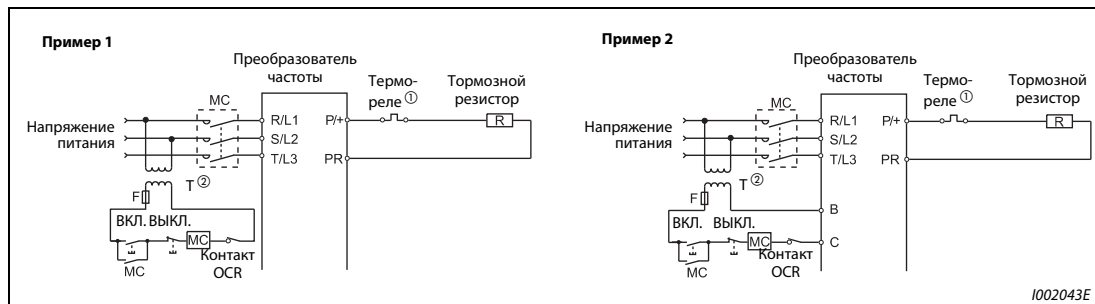 Пример 1
Преобразователь
частоты
Термо-
реле ①
Тормозной
резистор
MC
Напряжение
питания
R/L1
S/L2
T/L3
P/+
PR
R
T ②
F
ВКЛ. ВЫКЛ.
MC
MC
Контакт
OCR
Пример 2
Преобразователь
частоты
Термо-
реле ①
Тормозной
резистор
MC
Напряжение
питания
R/L1
S/L2
T/L3
P/+
PR
R
T ②
F
B
ВКЛ. ВЫКЛ.
MC
C
MC
Контакт
OCR
I002043E